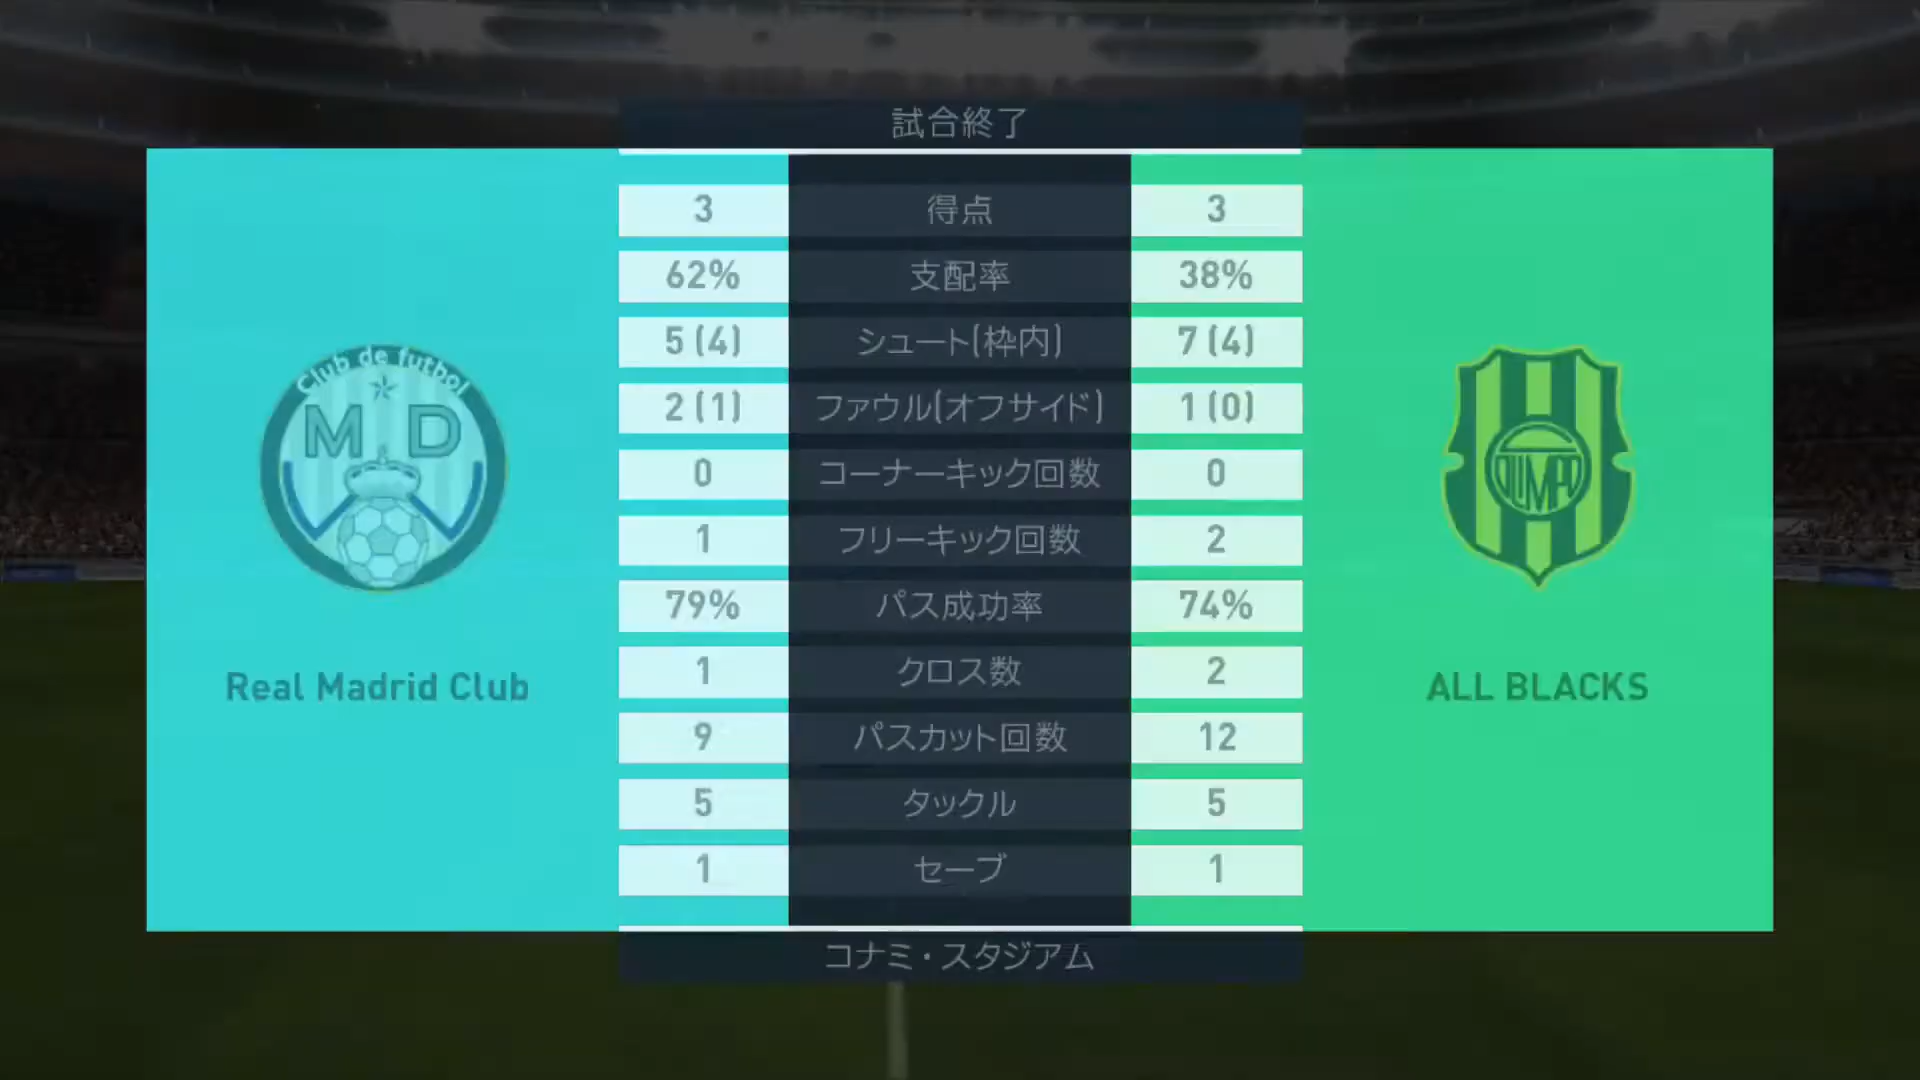 試合終了
3 得点 3
62% 支配率 38%
5 (4) シュート(枠内) 7 (4)
2 (1) ファウル(オフサイド) 1 (0)
0 コーナーキック回数 0
1 フリーキック回数 2
79% パス成功率 74%
1 クロス数 2
9 パスカット回数 12
5 タックル 5
1 セーブ 1
Club de futbol
M D
Real Madrid Club
OLIMPO
ALL BLACKS
コナミ・スタジアム